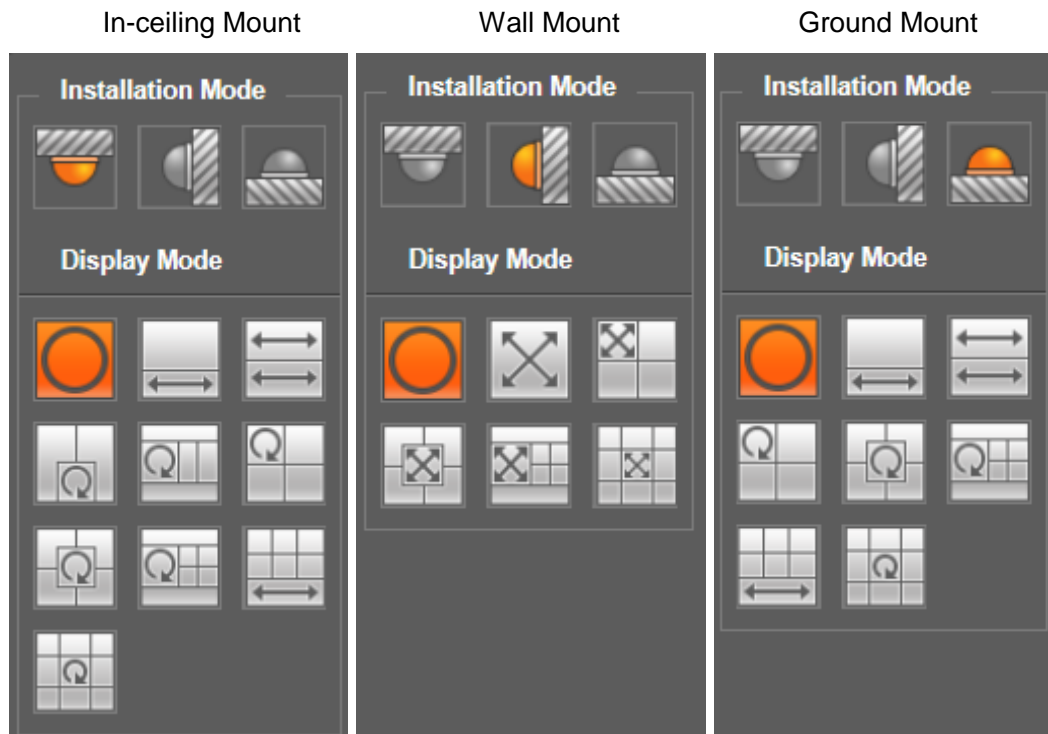 In-ceiling Mount
Wall Mount
Ground Mount
Installation Mode
Installation Mode
Installation Mode
Display Mode
Display Mode
Display Mode